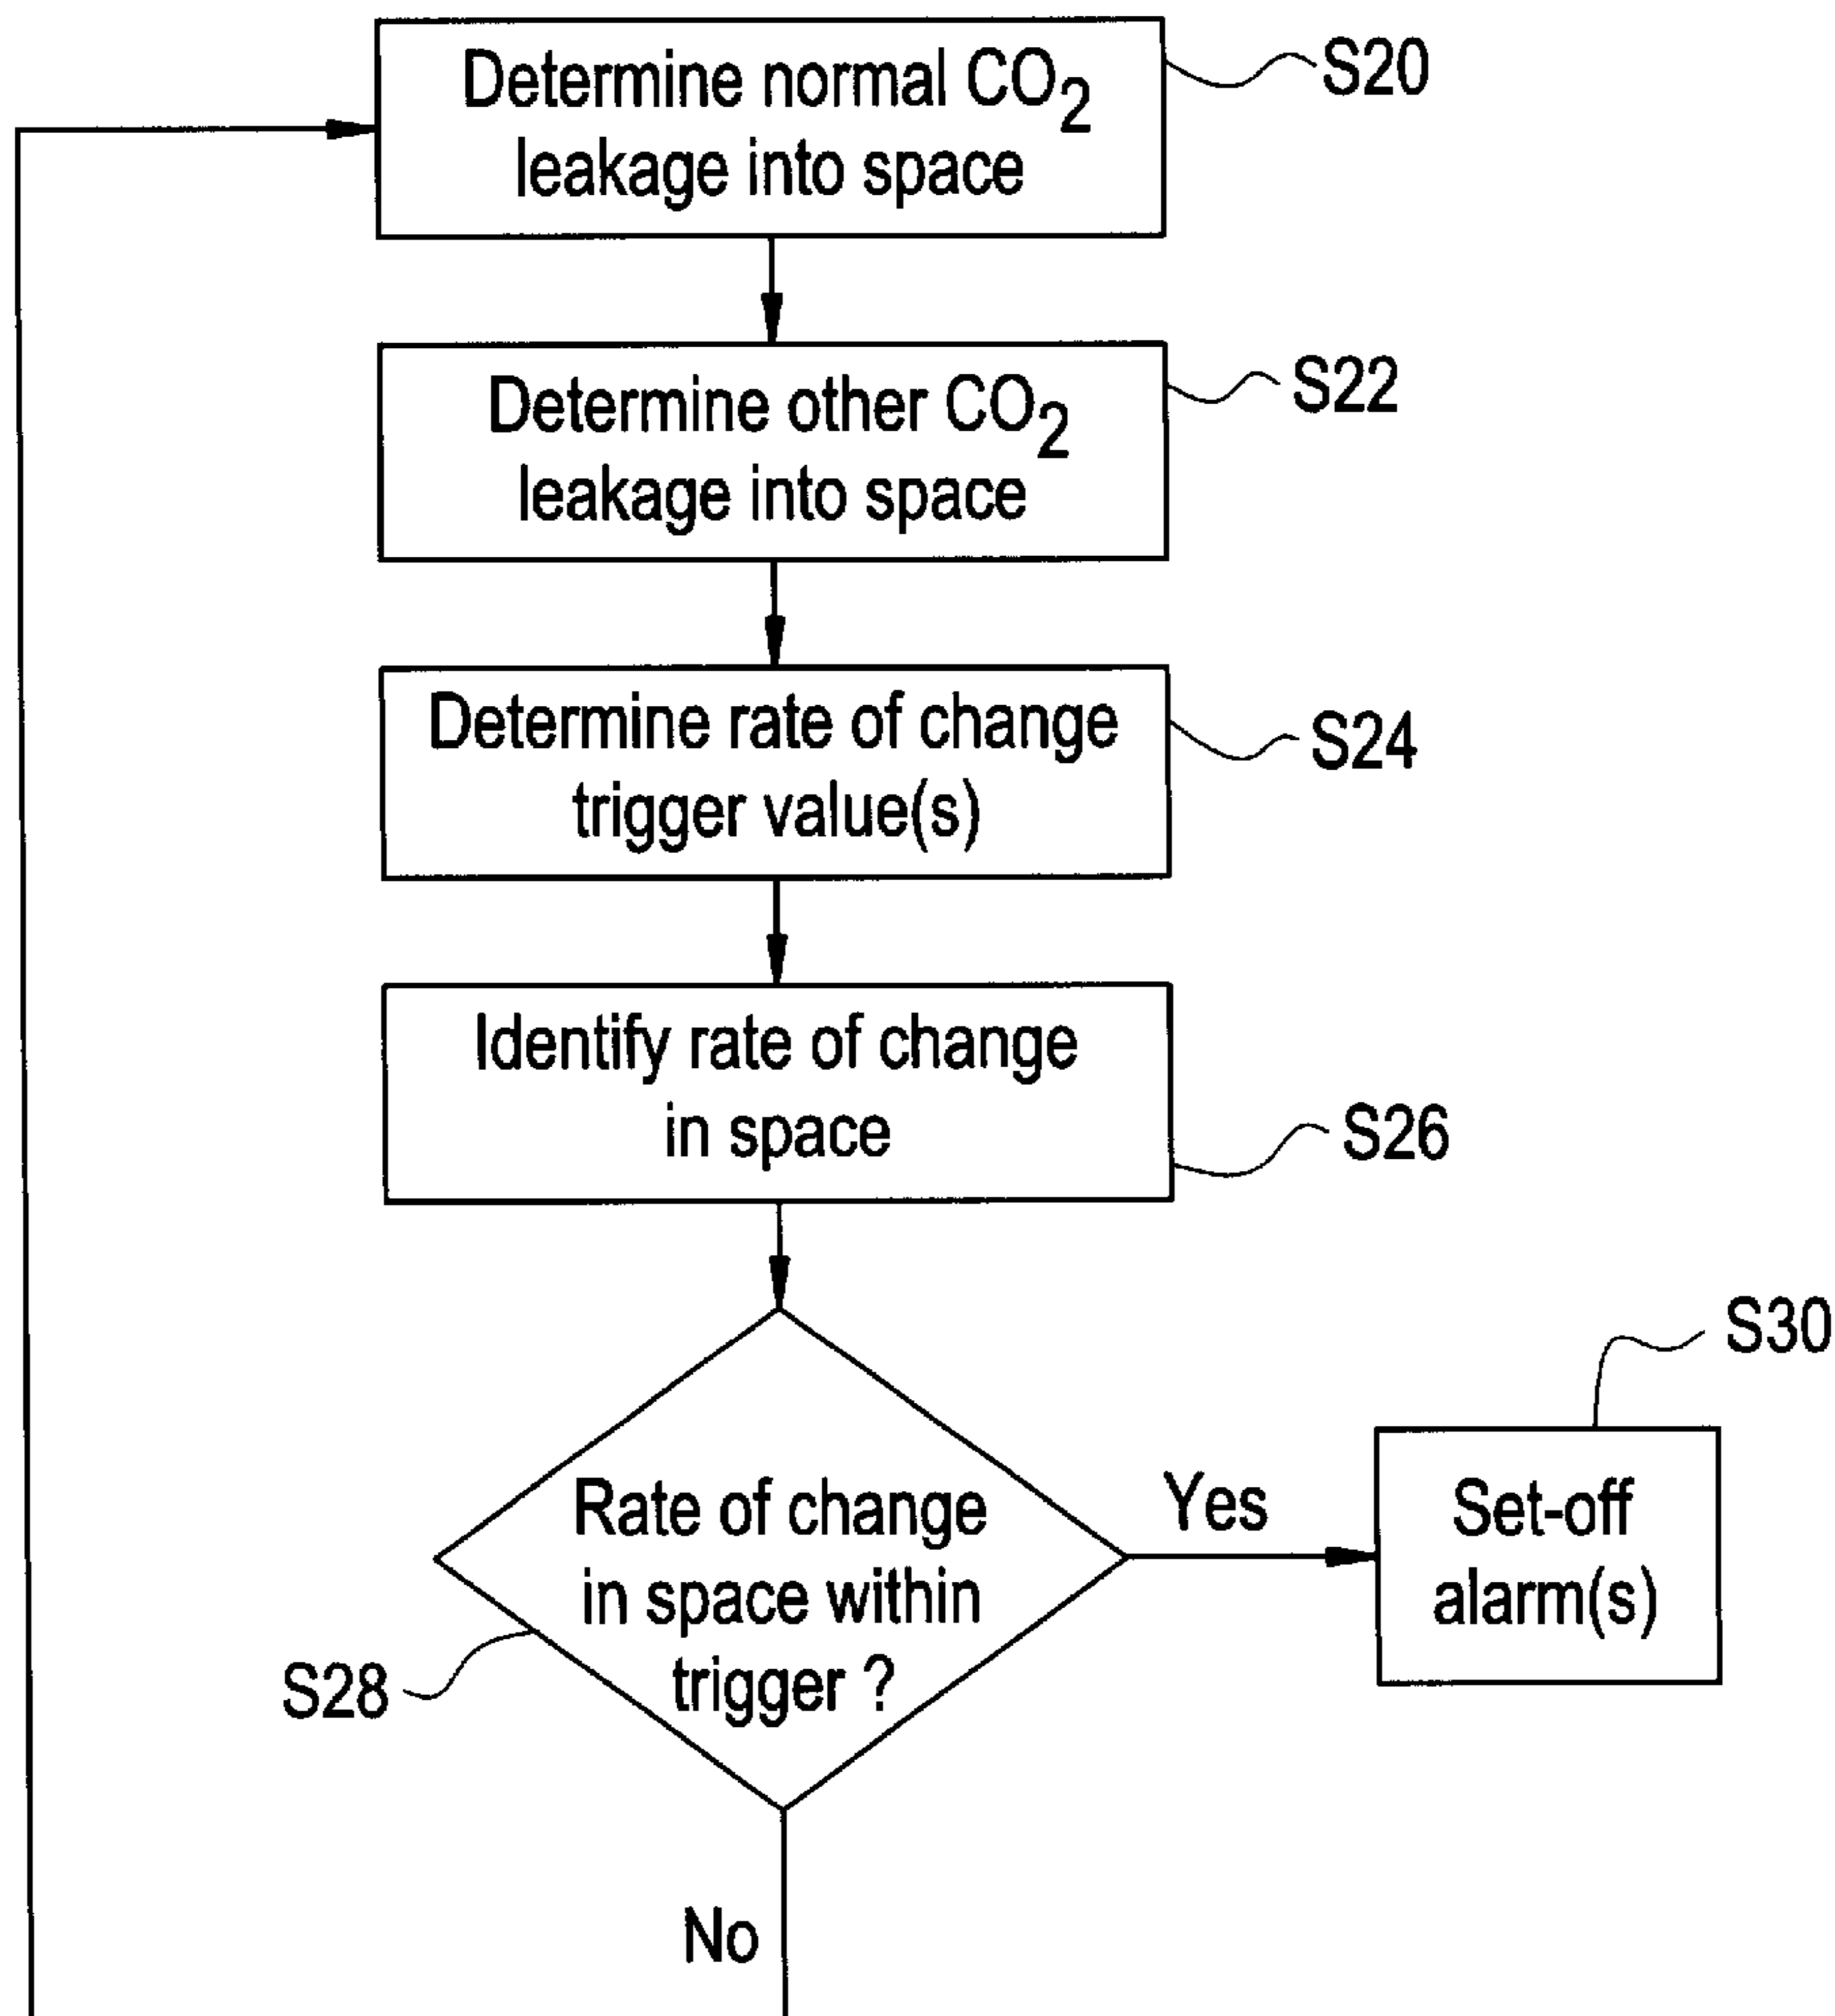 Determine normal CO2
leakage into space
S20
Determine other CO2
leakage into space
S22
Determine rate of change
trigger value(s)
S24
Identify rate of change
in space
S26
Rate of change
in space within
trigger ?
S28
Yes
Set-off
alarm(s)
S30
No